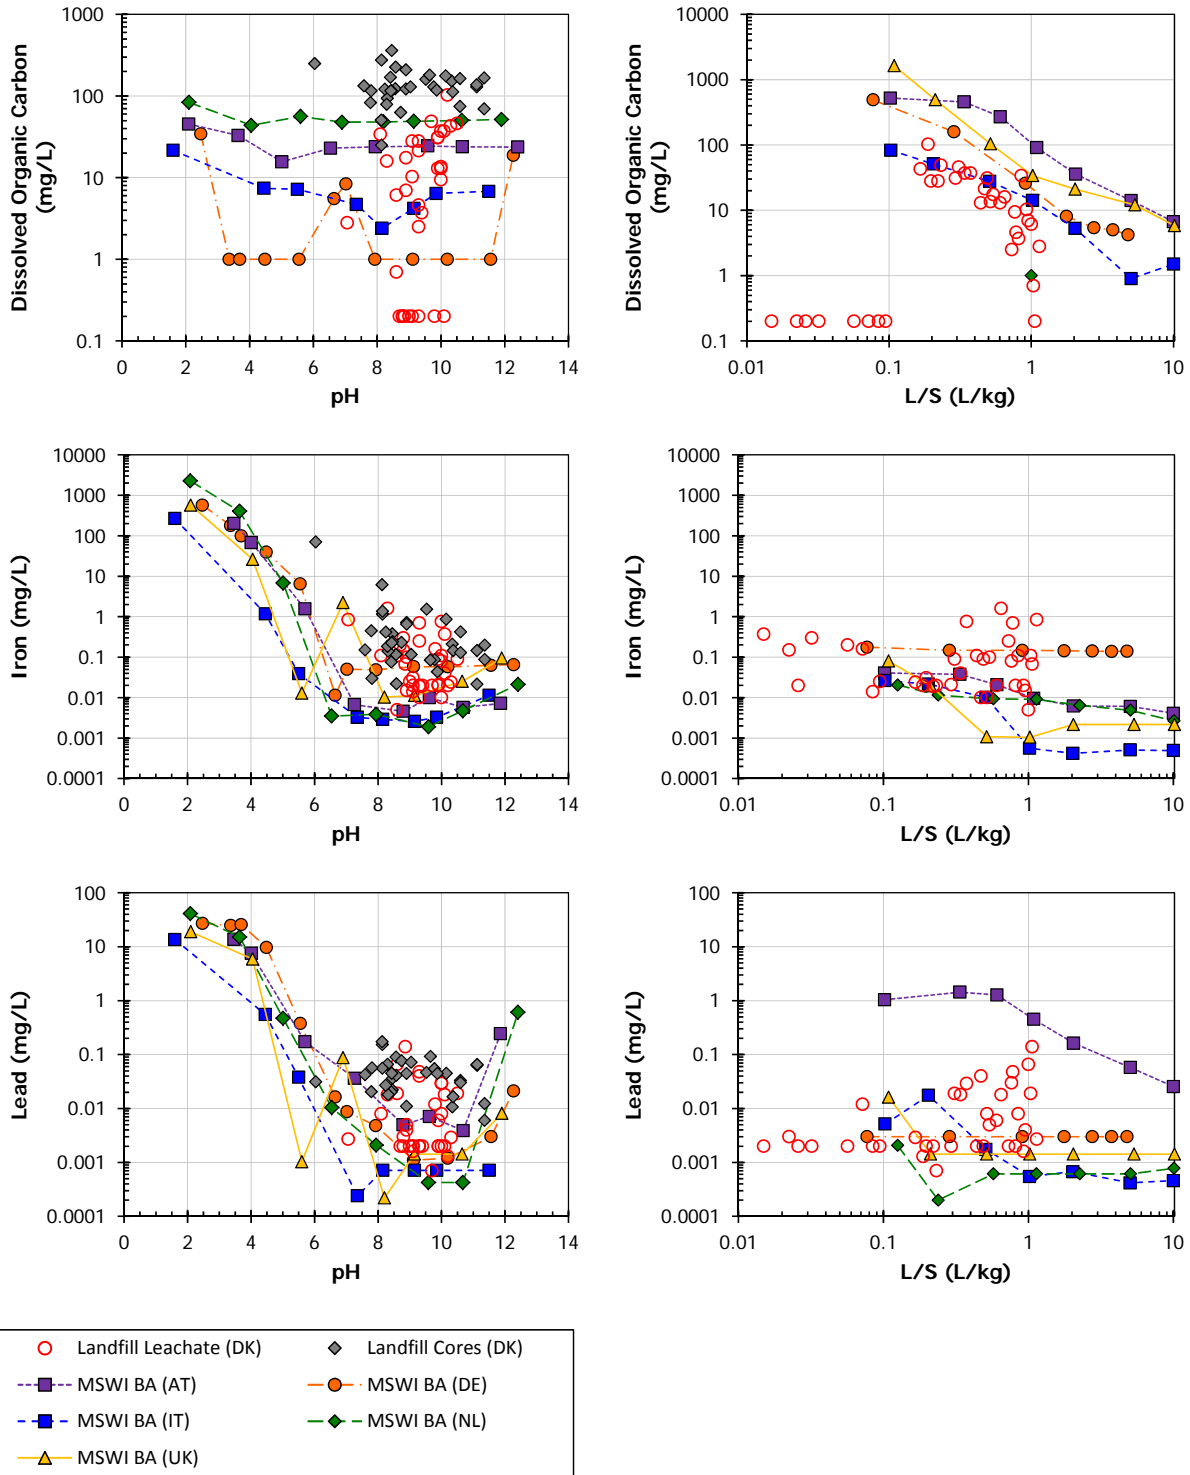 Dissolved Organic Carbon
(mg/L)
1000
100
10
1
0.1
0 2 4 6 8 10 12 14
pH
Dissolved Organic Carbon
(mg/L)
10000
1000
100
10
1
0.1
0.01 0.1 1 10
L/S (L/kg)
Iron (mg/L)
10000
1000
100
10
1
0.1
0.01
0.001
0.0001
0 2 4 6 8 10 12 14
pH
Iron (mg/L)
10000
1000
100
10
1
0.1
0.01
0.001
0.0001
0.01 0.1 1 10
L/S (L/kg)
Lead (mg/L)
100
10
1
0.1
0.01
0.001
0.0001
0 2 4 6 8 10 12 14
pH
Lead (mg/L)
100
10
1
0.1
0.01
0.001
0.0001
0.01 0.1 1 10
L/S (L/kg)
Landfill Leachate (DK) Landfill Cores (DK)
MSWI BA (AT) MSWI BA (DE)
MSWI BA (IT) MSWI BA (NL)
MSWI BA (UK)